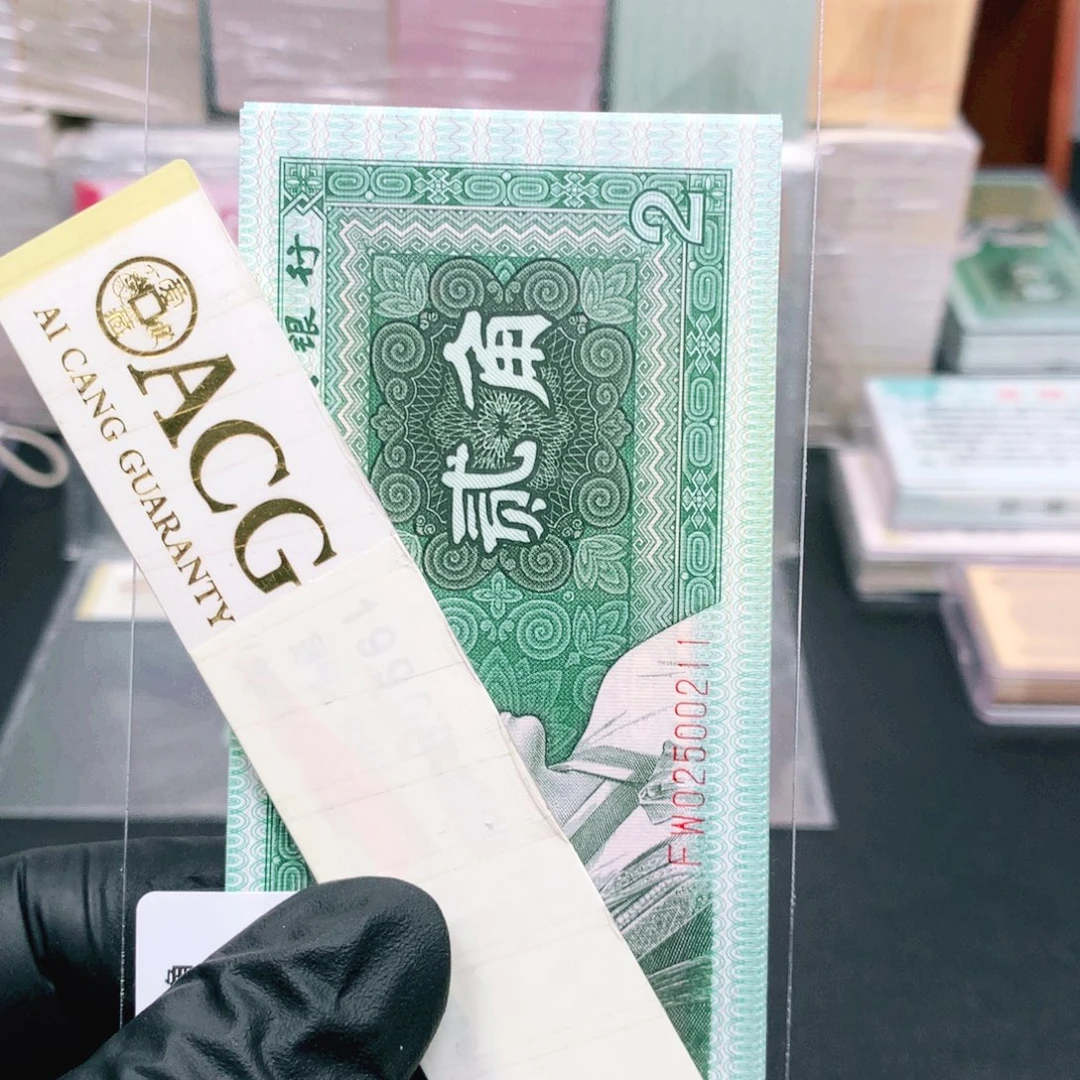 ACG
AI CANG GUARANTY
银行
2
贰角
FW02500211